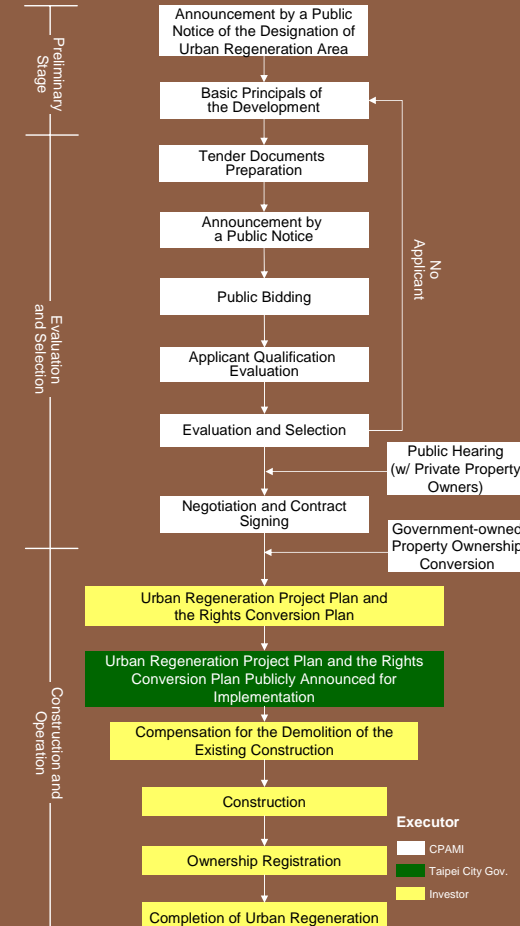 Announcement by a Public
Notice of the Designation of
Urban Regeneration Area
Preliminary
Stage
Basic Principals of
the Development
Tender Documents
Preparation
Announcement by
a Public Notice
No
Applicant
Public Bidding
Evaluation
and Selection
Applicant Qualification
Evaluation
Evaluation and Selection
Public Hearing
(w/ Private Property
Owners)
Negotiation and Contract
Signing
Government-owned
Property Ownership
Conversion
Urban Regeneration Project Plan and
the Rights Conversion Plan
Urban Regeneration Project Plan and the Rights
Conversion Plan Publicly Announced for
Implementation
Construction and
Operation
Compensation for the Demolition of the
Existing Construction
Construction
Ownership Registration
Completion of Urban Regeneration
Executor
CPAMI
Taipei City Gov.
Investor